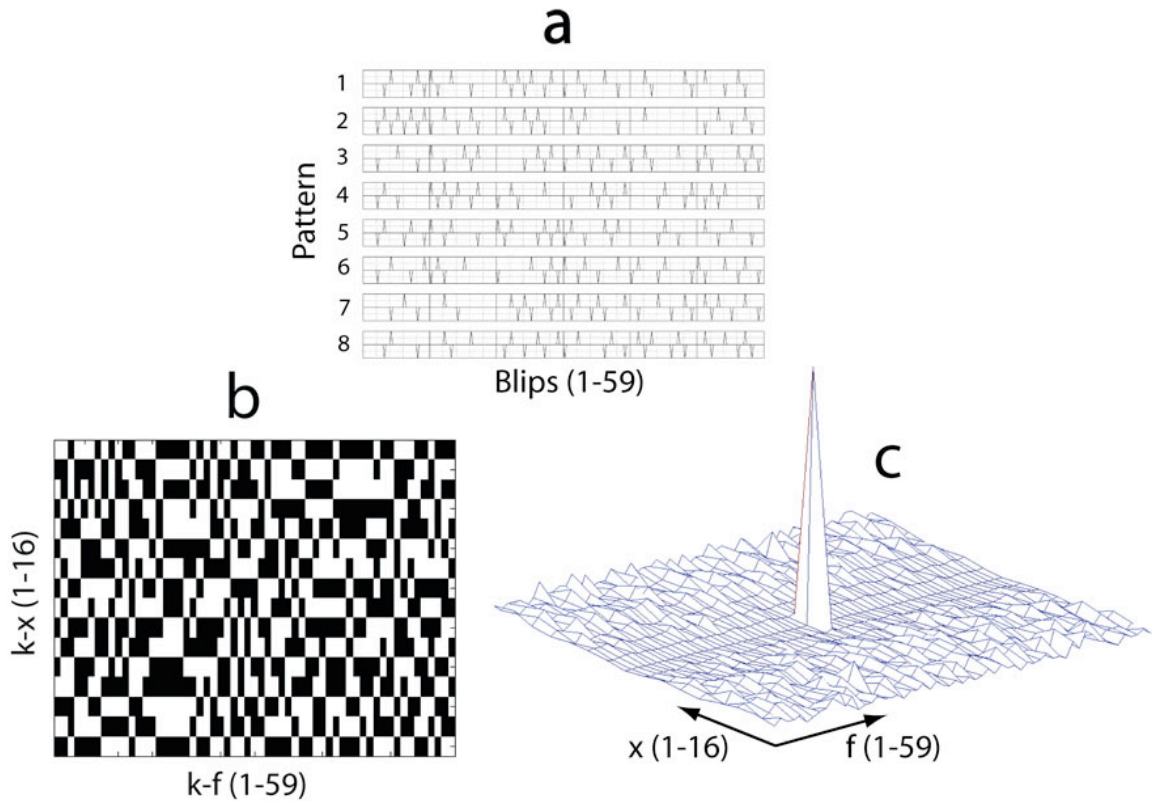 a
Pattern
1
2
3
4
5
6
7
8
Blips (1-59)
b
k-x (1-16)
k-f (1-59)
c
x (1-16)
f (1-59)